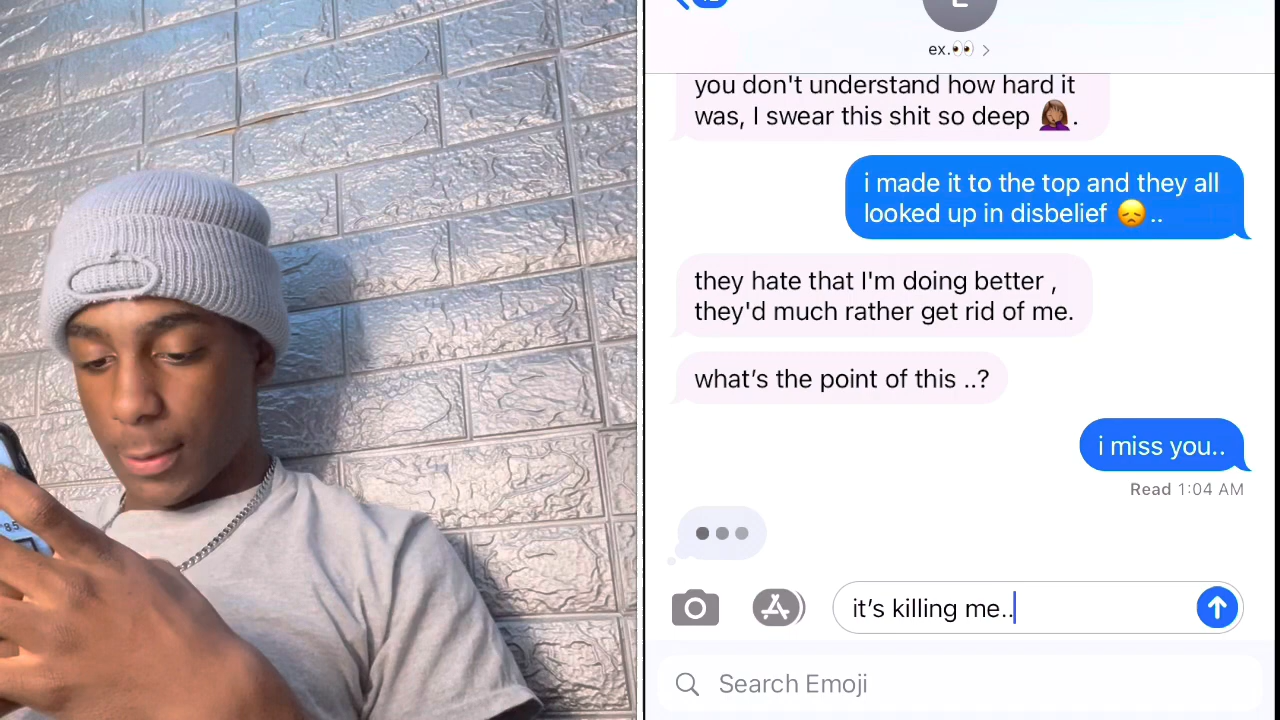 ex.👀
you don't understand how hard it
was, I swear this shit so deep 🤦🏾‍♀️.
i made it to the top and they all
looked up in disbelief 😞..
they hate that I'm doing better ,
they'd much rather get rid of me.
what's the point of this ..?
i miss you..
Read 1:04 AM
it's killing me..
Search Emoji